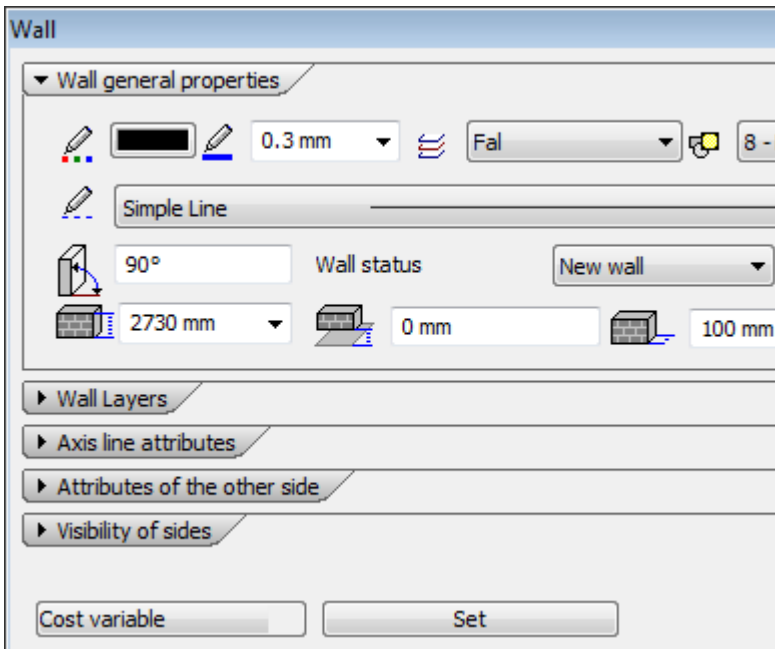 Wall
Wall general properties
0.3 mm Fal 8 -
Simple Line
90° Wall status New wall
2730 mm 0 mm 100 mm
Wall Layers
Axis line attributes
Attributes of the other side
Visibility of sides
Cost variable Set